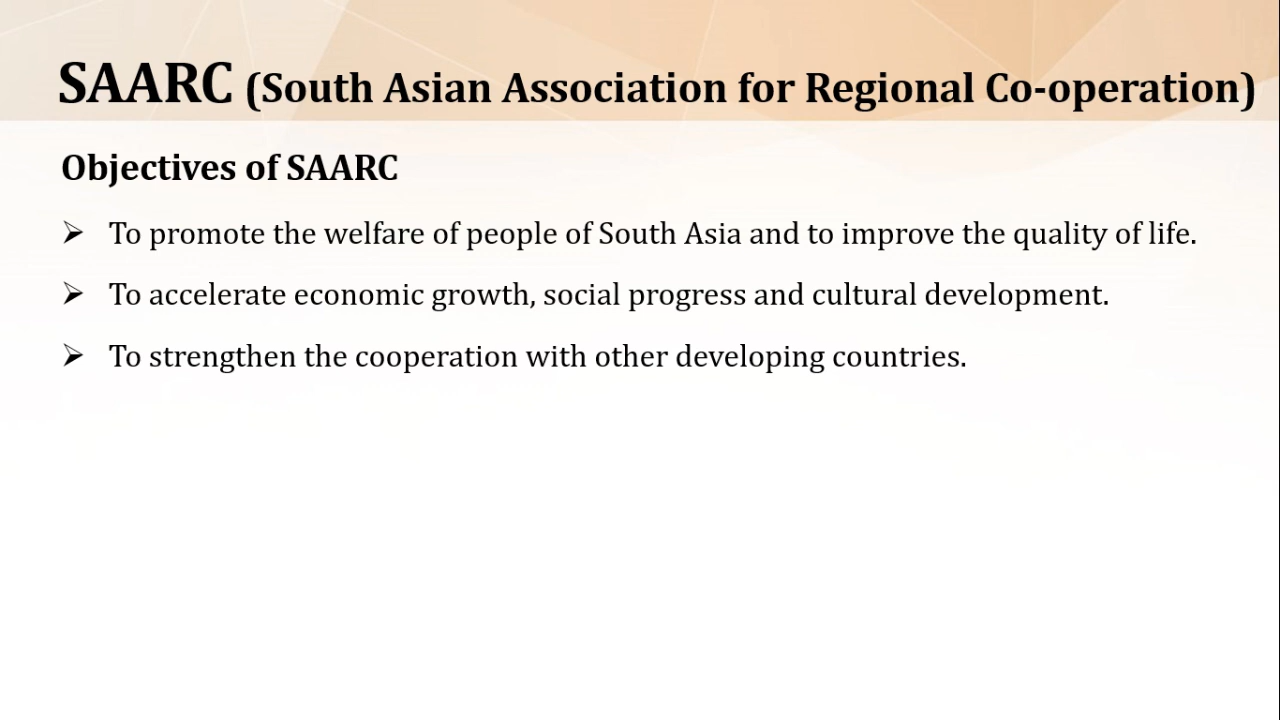 SAARC (South Asian Association for Regional Co-operation)
Objectives of SAARC
➢ To promote the welfare of people of South Asia and to improve the quality of life.
➢ To accelerate economic growth, social progress and cultural development.
➢ To strengthen the cooperation with other developing countries.